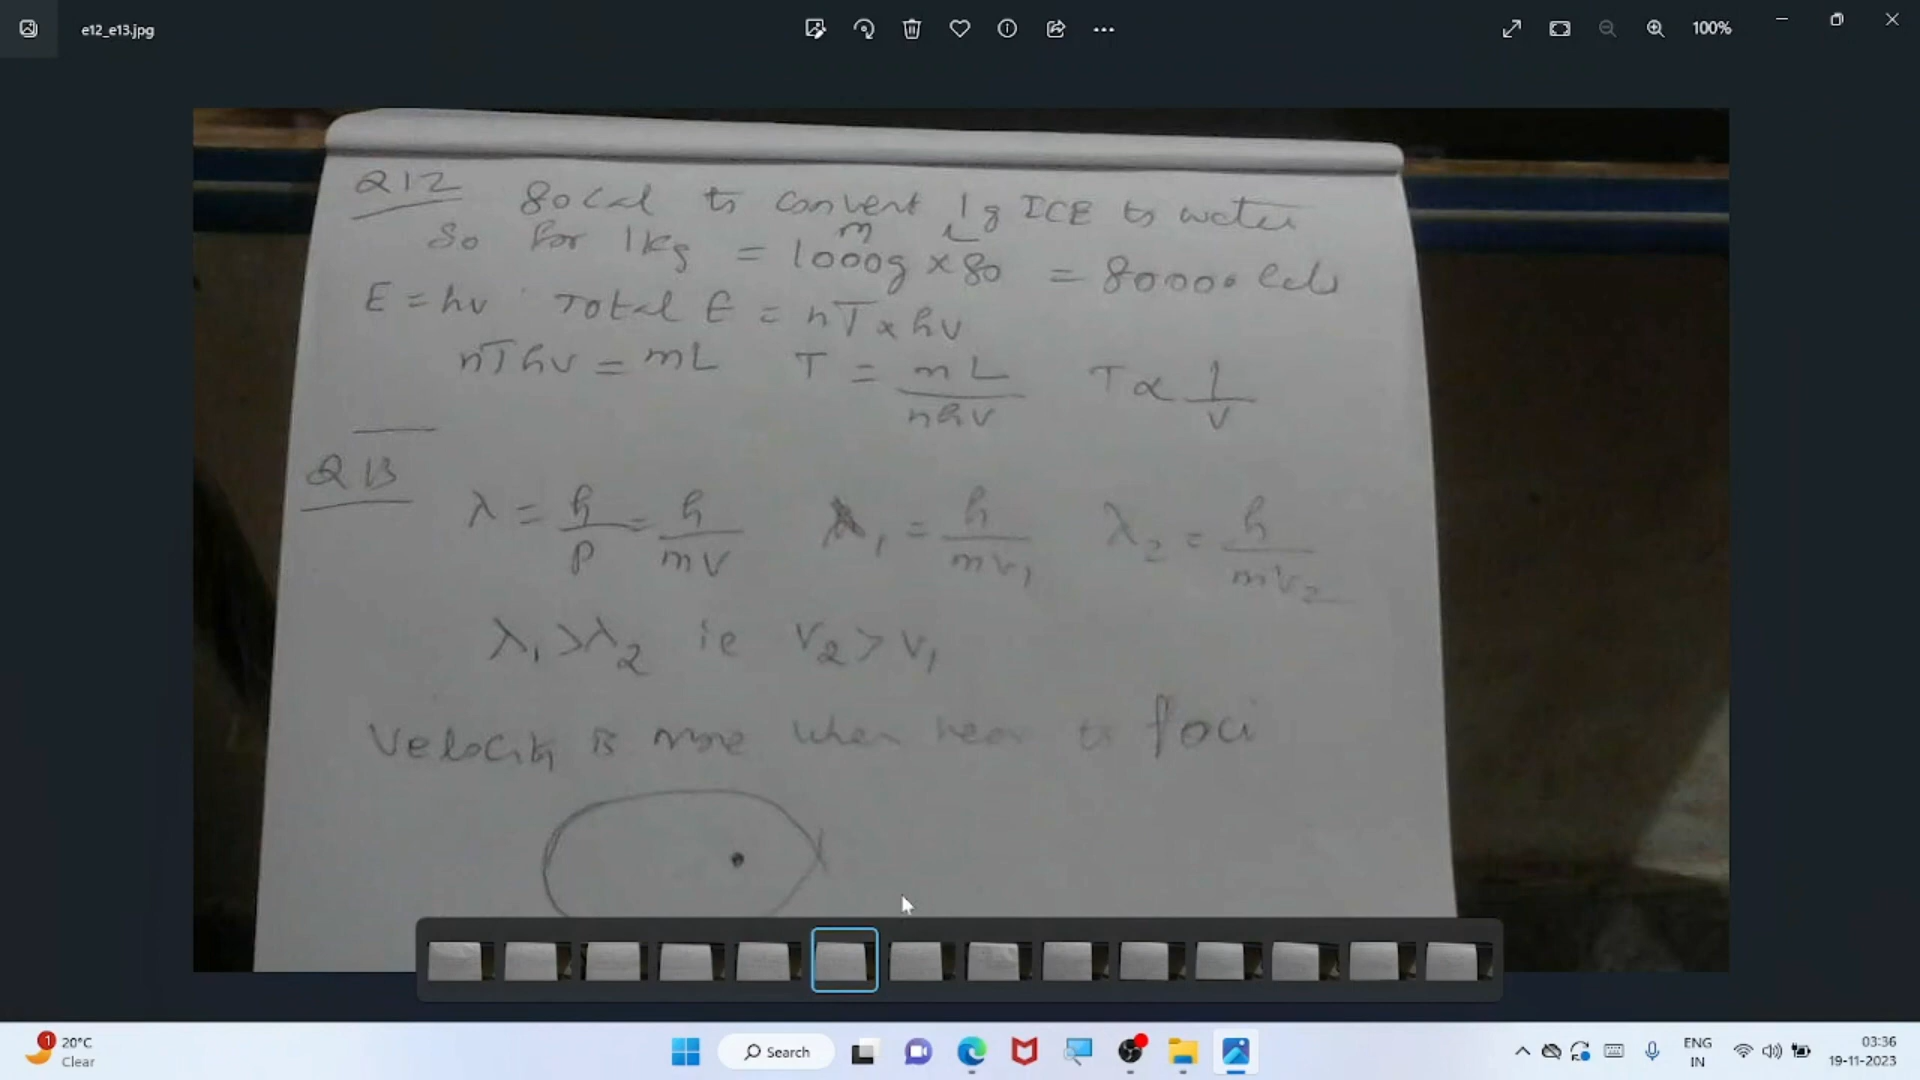 e12_e13.jpg
100%
Q12 80Cal to convert 1g ICE to water
m L
So for 1kg = 1000g × 80 = 80000 Cals
E = hν Total E = nT × hν
nThν = mL T = mL / nhν T ∝ 1 / ν
Q13
λ = h / p = h / mv λ1 = h / mv1 λ2 = h / mv2
λ1 > λ2 ie v2 > v1
Velocity is more when near to foci
1
20°C
Clear
Search
ENG
IN
03:36
19-11-2023